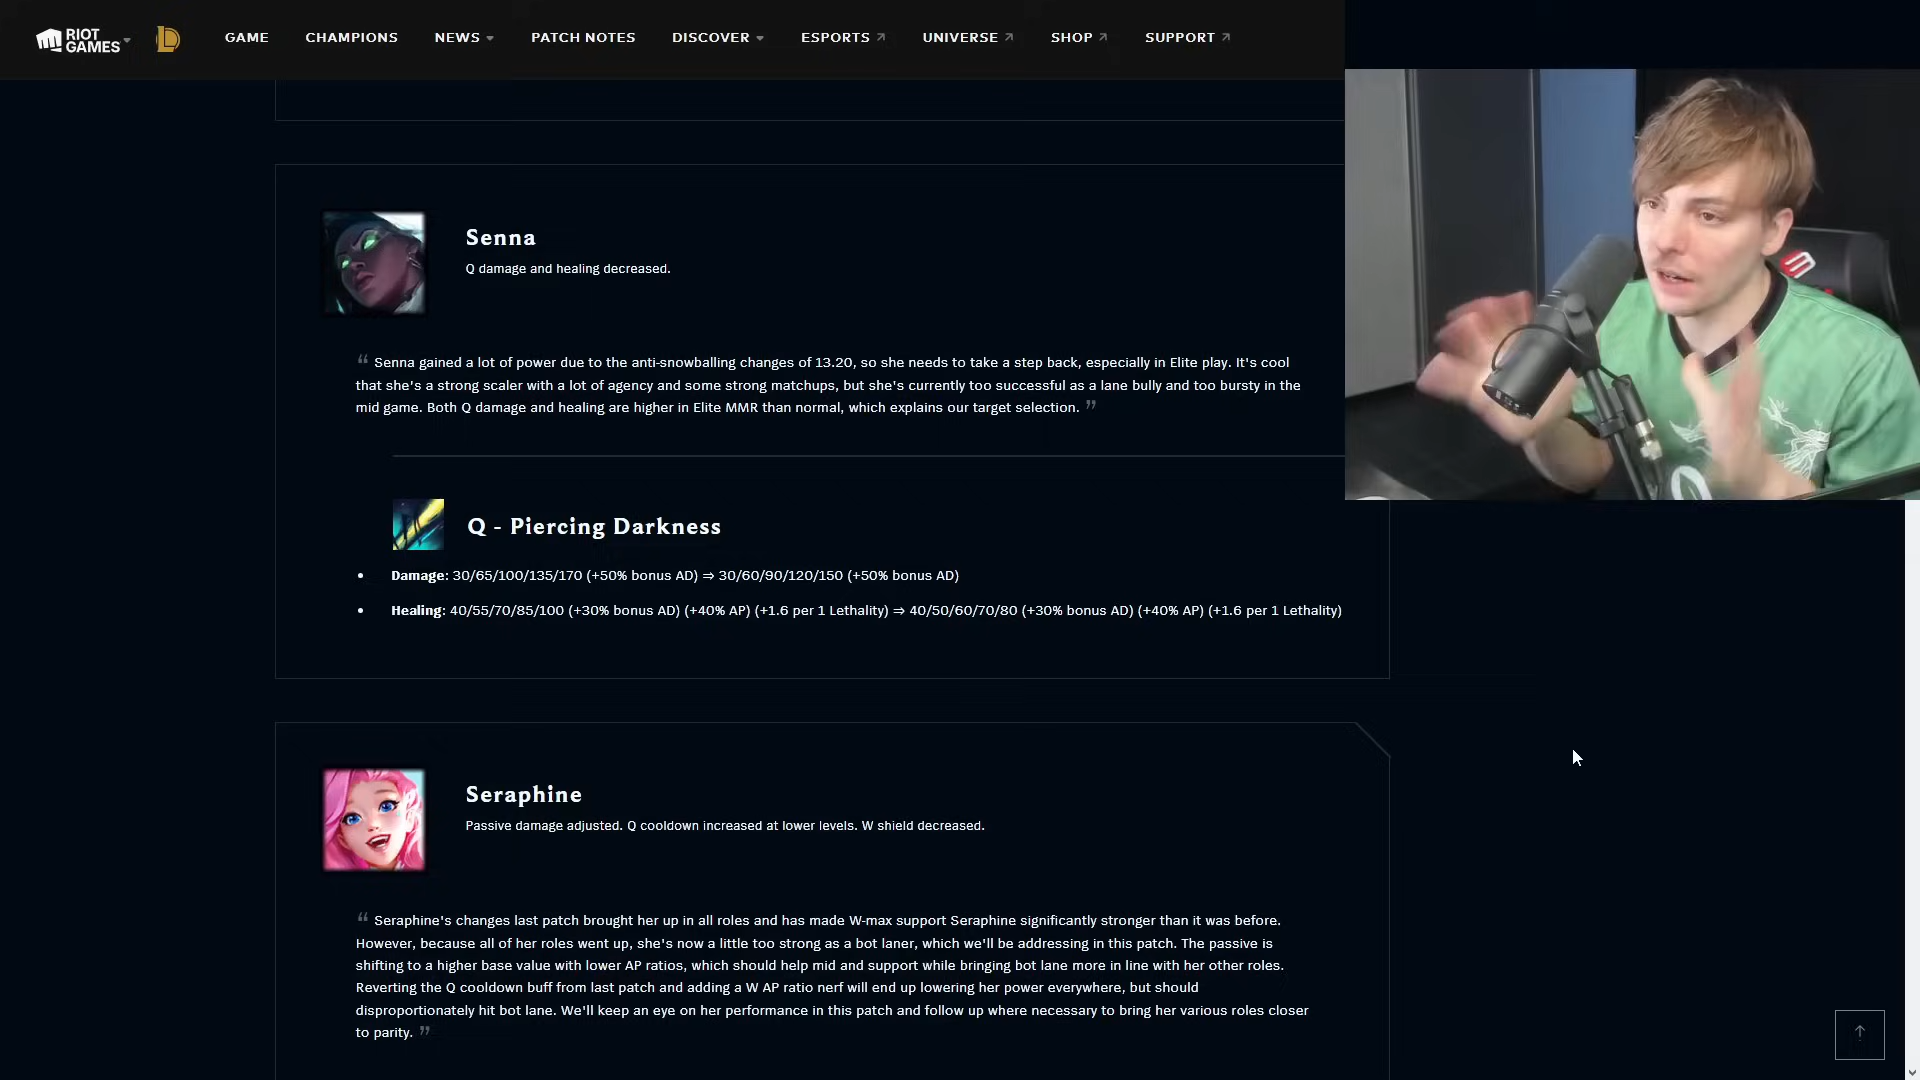 RIOT GAMES
GAME CHAMPIONS NEWS PATCH NOTES DISCOVER ESPORTS UNIVERSE SHOP SUPPORT
Senna
Q damage and healing decreased.
“ Senna gained a lot of power due to the anti-snowballing changes of 13.20, so she needs to take a step back, especially in Elite play. It's cool
that she's a strong scaler with a lot of agency and some strong matchups, but she's currently too successful as a lane bully and too bursty in the
mid game. Both Q damage and healing are higher in Elite MMR than normal, which explains our target selection. ”
Q - Piercing Darkness
• Damage: 30/65/100/135/170 (+50% bonus AD) ⇒ 30/60/90/120/150 (+50% bonus AD)
• Healing: 40/55/70/85/100 (+30% bonus AD) (+40% AP) (+1.6 per 1 Lethality) ⇒ 40/50/60/70/80 (+30% bonus AD) (+40% AP) (+1.6 per 1 Lethality)
Seraphine
Passive damage adjusted. Q cooldown increased at lower levels. W shield decreased.
“ Seraphine's changes last patch brought her up in all roles and has made W-max support Seraphine significantly stronger than it was before.
However, because all of her roles went up, she's now a little too strong as a bot laner, which we'll be addressing in this patch. The passive is
shifting to a higher base value with lower AP ratios, which should help mid and support while bringing bot lane more in line with her other roles.
Reverting the Q cooldown buff from last patch and adding a W AP ratio nerf will end up lowering her power everywhere, but should
disproportionately hit bot lane. We'll keep an eye on her performance in this patch and follow up where necessary to bring her various roles closer
to parity. ”